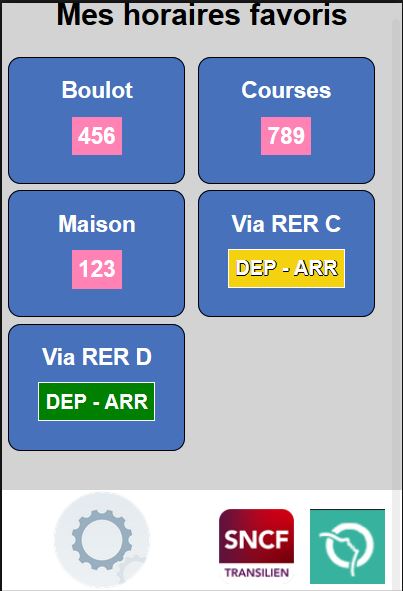 Mes horaires favoris
Boulot
456
Courses
789
Maison
123
Via RER C
DEP - ARR
Via RER D
DEP - ARR
SNCF
TRANSILIEN